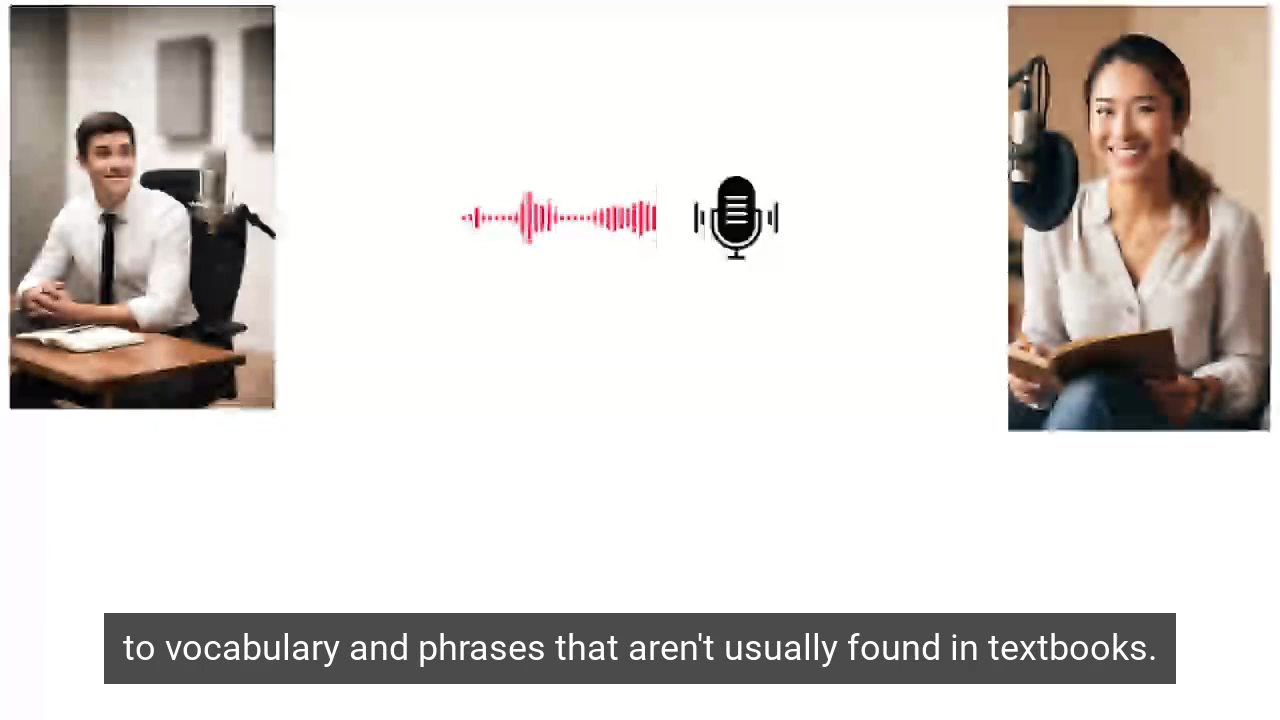 to vocabulary and phrases that aren't usually found in textbooks.